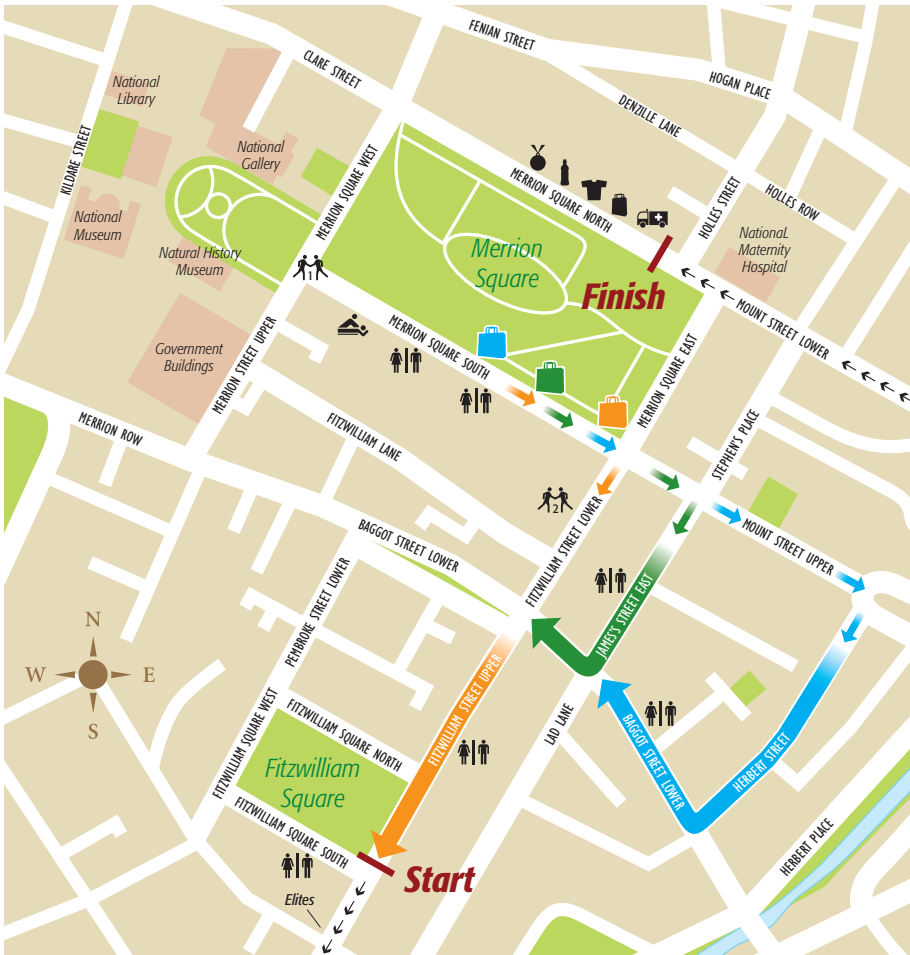 FENIAN STREET
CLARE STREET
HOGAN PLACE
National
Library
DENZILLE LANE
KILDARE STREET
National
Gallery
MERRION SQUARE WEST
MERRION SQUARE NORTH
HOLLES STREET
HOLLES ROW
National
Museum
Natural History
Museum
1
Merrion
Square
NationaL
Maternity
Hospital
Finish
MOUNT STREET LOWER
Government
Buildings
MERRION STREET UPPER
MERRION SQUARE SOUTH
MERRION SQUARE EAST
MERRION ROW
FITZWILLIAM LANE
STEPHEN'S PLACE
2
BAGGOT STREET LOWER
FITZWILLIAM STREET LOWER
MOUNT STREET UPPER
PEMBROKE STREET LOWER
JAMES'S STREET EAST
N
W
E
S
FITZWILLIAM STREET UPPER
FITZWILLIAM SQUARE WEST
FITZWILLIAM SQUARE NORTH
LAD LANE
BAGGOT STREET LOWER
HERBERT STREET
Fitzwilliam
Square
FITZWILLIAM SQUARE SOUTH
HERBERT PLACE
Start
Elites